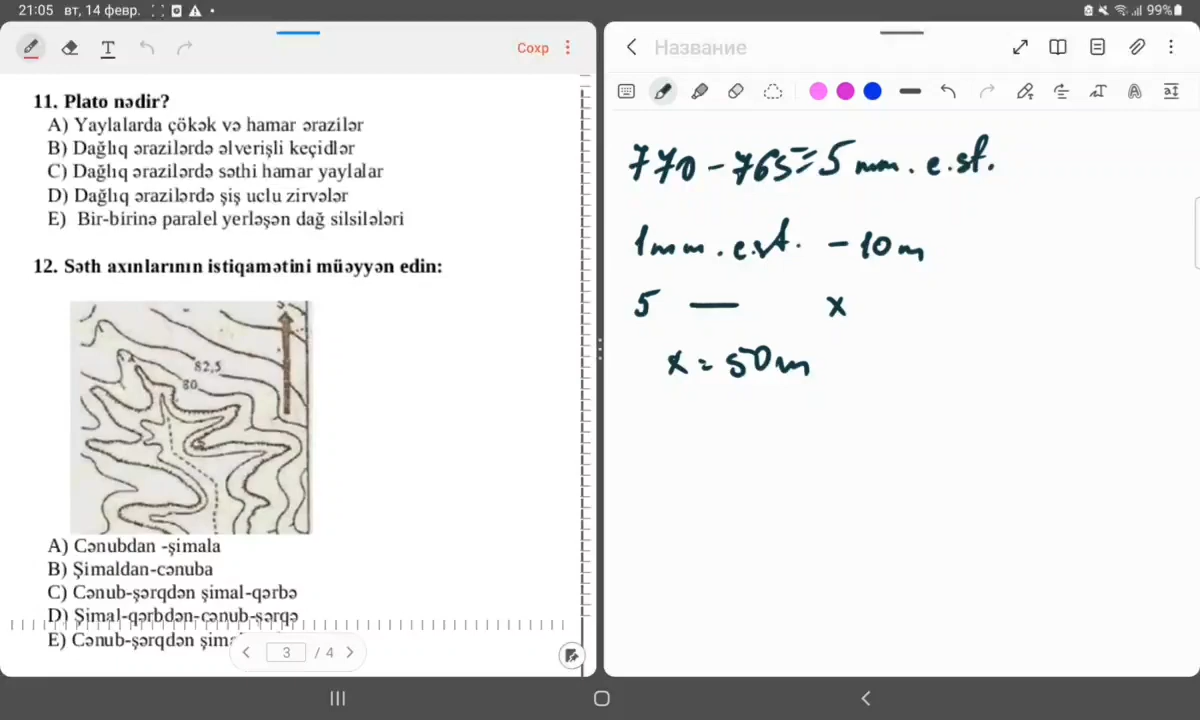 21:05 вт, 14 февр.
99%
Сохр
11. Plato nədir?
A) Yaylalarda çökək və hamar ərazilər
B) Dağlıq ərazilərdə əlverişli keçidlər
C) Dağlıq ərazilərdə səthi hamar yaylalar
D) Dağlıq ərazilərdə şiş uclu zirvələr
E) Bir-birinə paralel yerləşən dağ silsilələri
12. Səth axınlarının istiqamətini müəyyən edin:
82,5
80
A) Cənubdan -şimala
B) Şimaldan-cənuba
C) Cənub-şərqdən şimal-qərbə
D) Şimal-qərbdən-cənub-şərqə
E) Cənub-şərqdən
3 / 4
Название
770 - 765 = 5 mm. c. st.
1 mm. c. st. - 10 m
5 — x
x = 50 m